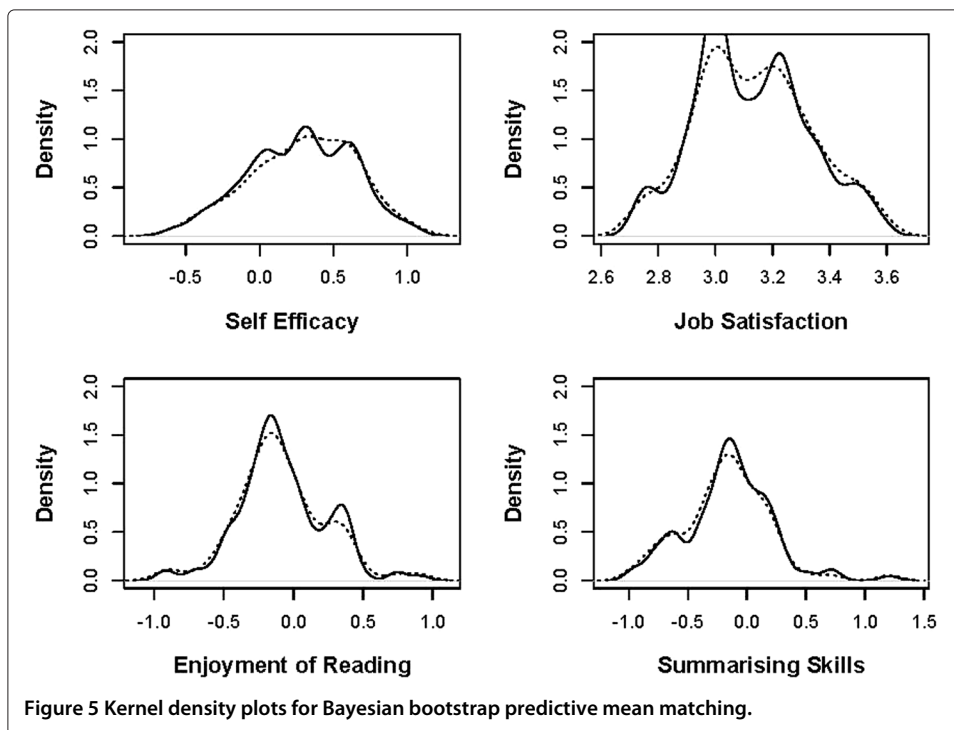 Density
2.0
1.5
1.0
0.5
0.0
-0.5 0.0 0.5 1.0
Self Efficacy
Density
2.0
1.5
1.0
0.5
0.0
2.6 2.8 3.0 3.2 3.4 3.6
Job Satisfaction
Density
2.0
1.5
1.0
0.5
0.0
-1.0 -0.5 0.0 0.5 1.0
Enjoyment of Reading
Density
2.0
1.5
1.0
0.5
0.0
-1.0 -0.5 0.0 0.5 1.0 1.5
Summarising Skills
Figure 5 Kernel density plots for Bayesian bootstrap predictive mean matching.